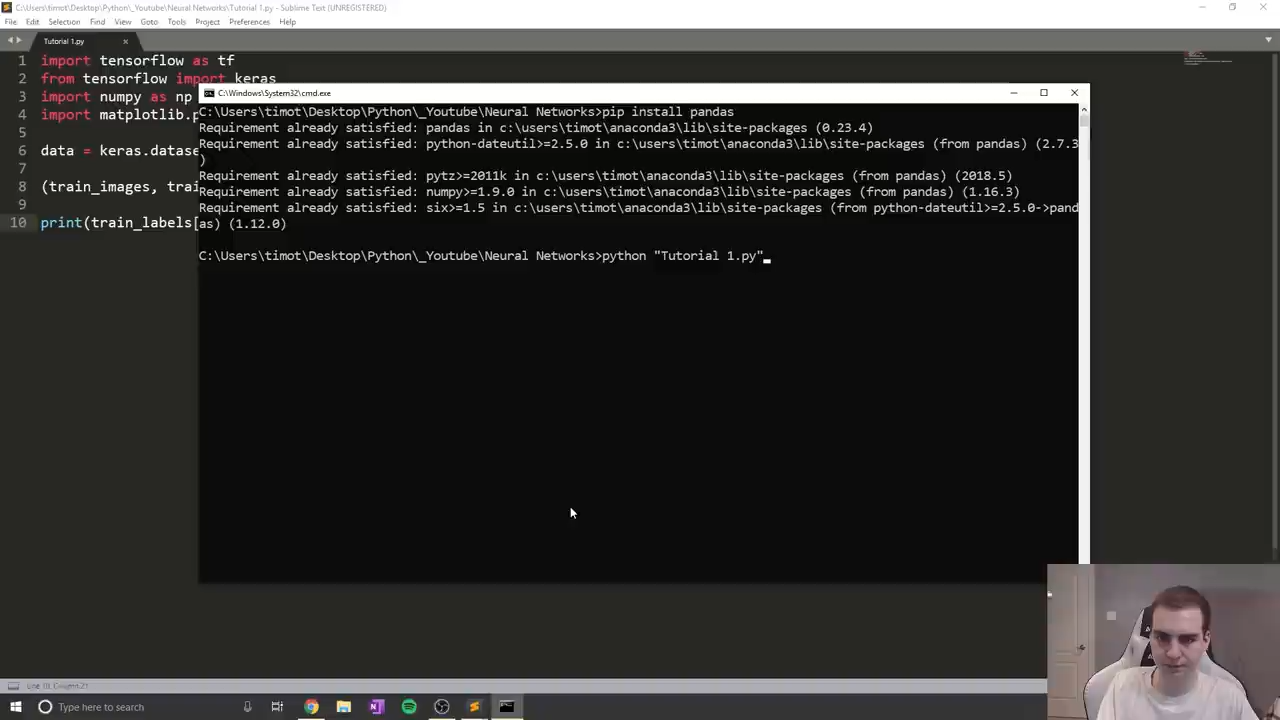 C:\Users\timot\Desktop\Python\_Youtube\Neural Networks\Tutorial 1.py - Sublime Text (UNREGISTERED)
File Edit Selection Find View Goto Tools Project Preferences Help
Tutorial 1.py
1 import tensorflow as tf
2 from tensorflow import keras
3 import numpy as np
4 import matplotlib.p
5
6 data = keras.datase
7
8 (train_images, trai
9
10 print(train_labels[
C:\Windows\System32\cmd.exe
C:\Users\timot\Desktop\Python\_Youtube\Neural Networks>pip install pandas
Requirement already satisfied: pandas in c:\users\timot\anaconda3\lib\site-packages (0.23.4)
Requirement already satisfied: python-dateutil>=2.5.0 in c:\users\timot\anaconda3\lib\site-packages (from pandas) (2.7.3
)
Requirement already satisfied: pytz>=2011k in c:\users\timot\anaconda3\lib\site-packages (from pandas) (2018.5)
Requirement already satisfied: numpy>=1.9.0 in c:\users\timot\anaconda3\lib\site-packages (from pandas) (1.16.3)
Requirement already satisfied: six>=1.5 in c:\users\timot\anaconda3\lib\site-packages (from python-dateutil>=2.5.0->pand
as) (1.12.0)
C:\Users\timot\Desktop\Python\_Youtube\Neural Networks>python "Tutorial 1.py"
Line 10, Column 21
Type here to search